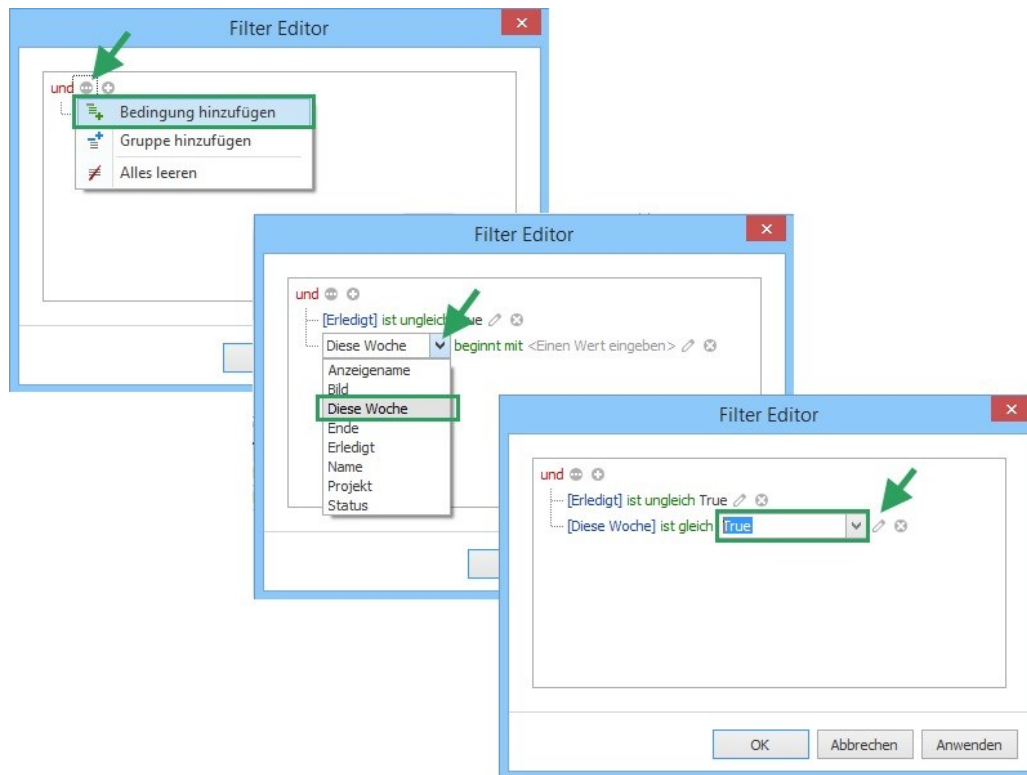 Filter Editor
und
Bedingung hinzufügen
Gruppe hinzufügen
Alles leeren
Filter Editor
und
[Erledigt] ist ungleich
Diese Woche beginnt mit <Einen Wert eingeben>
Anzeigename
Bild
Diese Woche
Ende
Erledigt
Name
Projekt
Status
Filter Editor
und
[Erledigt] ist ungleich True
[Diese Woche] ist gleich True
OK Abbrechen Anwenden